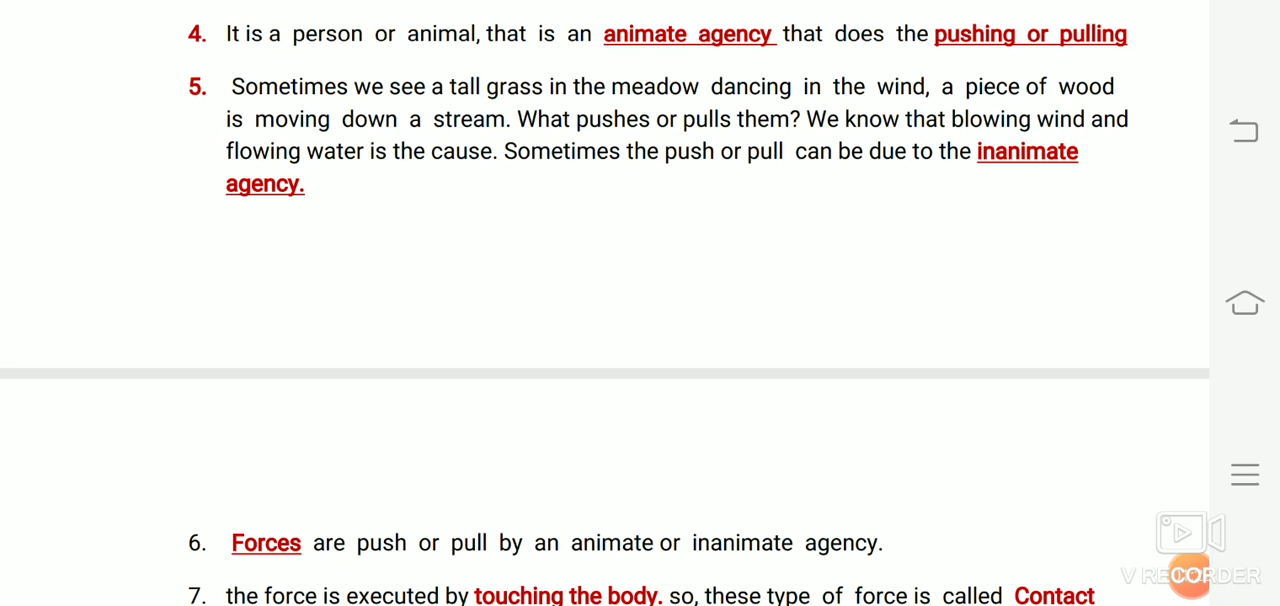 4. It is a person or animal, that is an animate agency that does the pushing or pulling
5. Sometimes we see a tall grass in the meadow dancing in the wind, a piece of wood
is moving down a stream. What pushes or pulls them? We know that blowing wind and
flowing water is the cause. Sometimes the push or pull can be due to the inanimate
agency.
6. Forces are push or pull by an animate or inanimate agency.
7. the force is executed by touching the body. so, these type of force is called Contact
V RECORDER